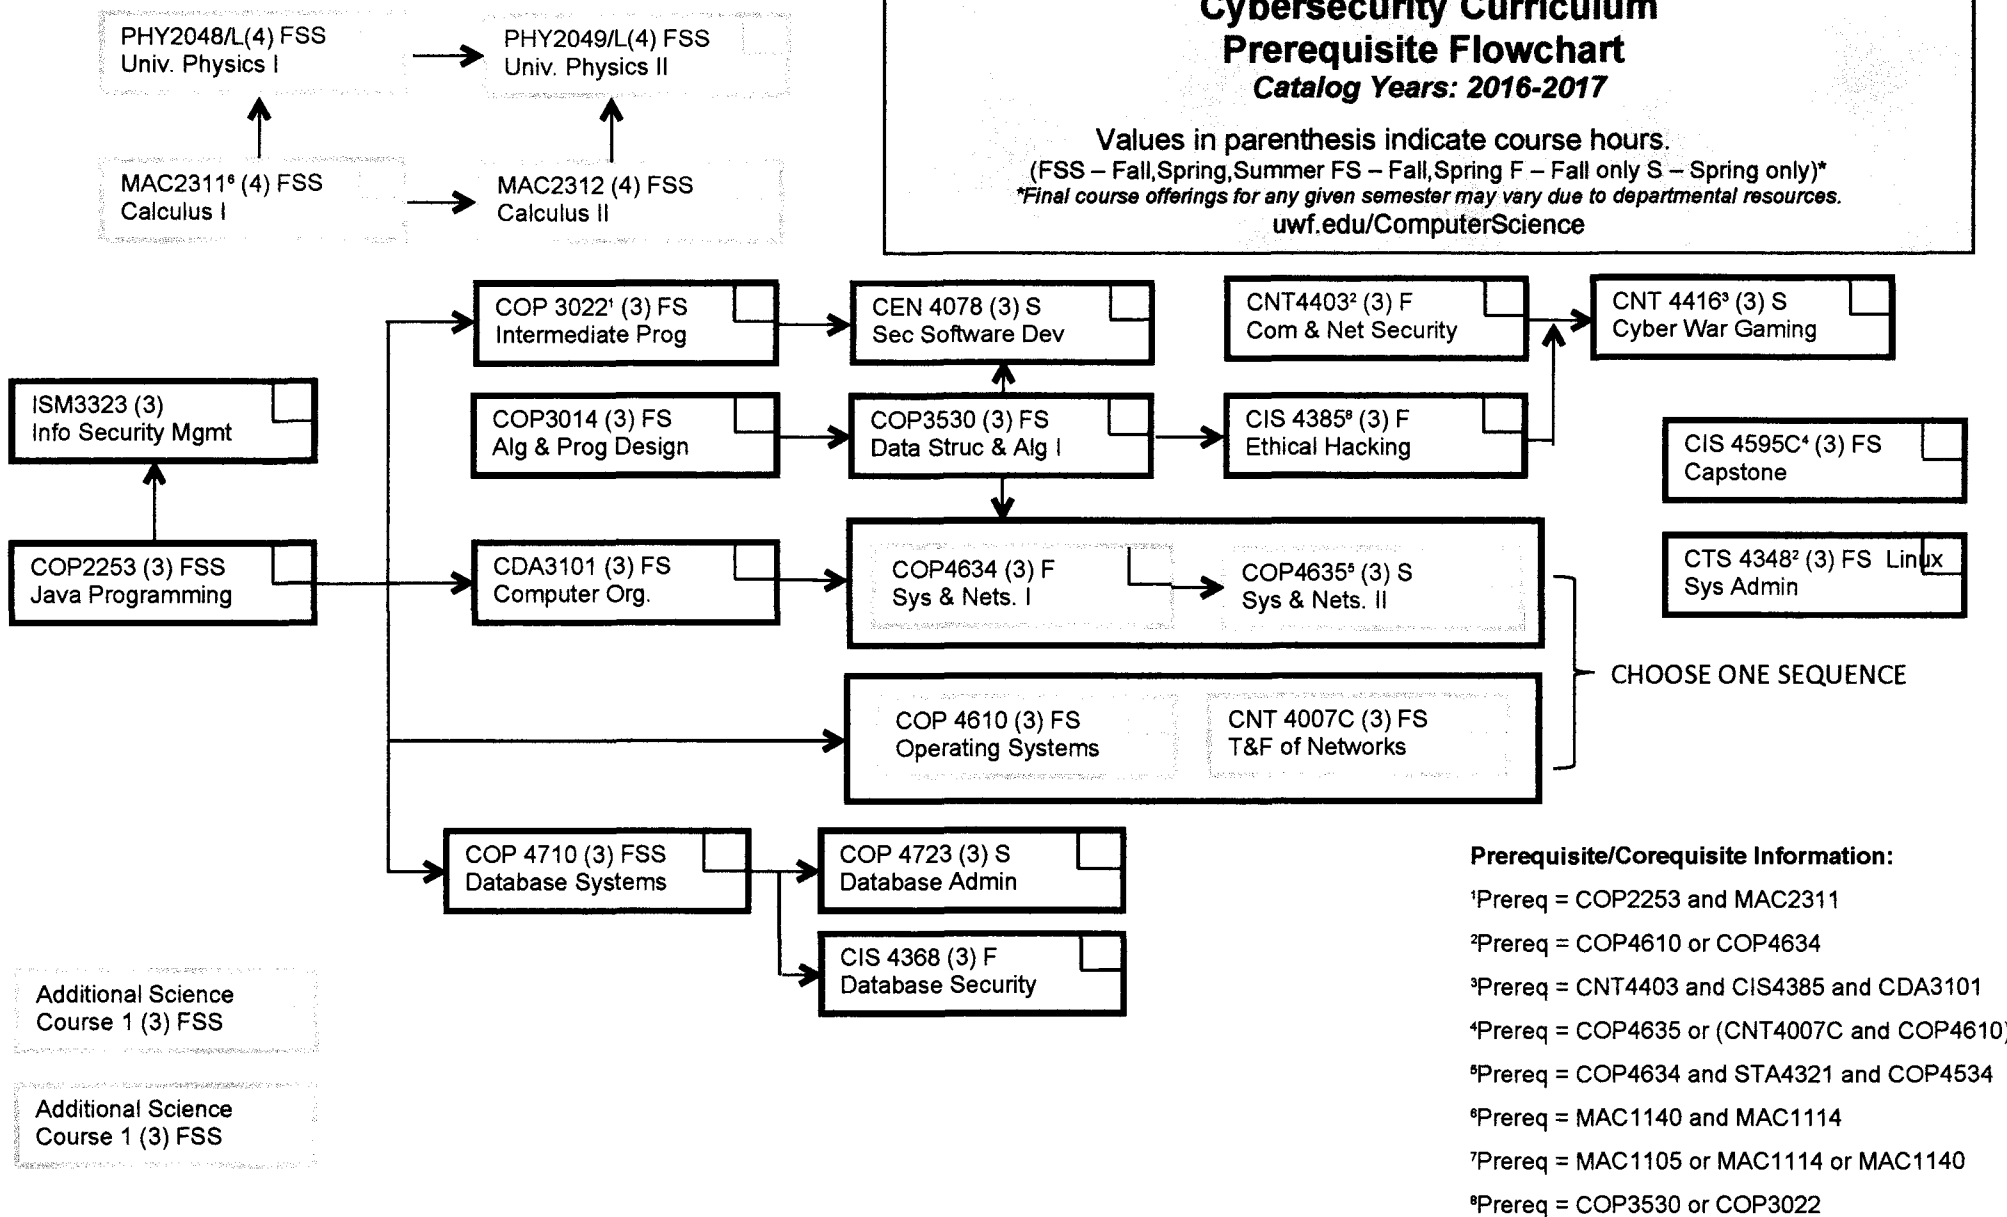 Cybersecurity Curriculum
Prerequisite Flowchart
Catalog Years: 2016-2017
Values in parenthesis indicate course hours.
(FSS – Fall,Spring,Summer FS – Fall,Spring F – Fall only S – Spring only)*
*Final course offerings for any given semester may vary due to departmental resources.
uwf.edu/ComputerScience
PHY2048/L(4) FSS
Univ. Physics I
PHY2049/L(4) FSS
Univ. Physics II
MAC2311⁶ (4) FSS
Calculus I
MAC2312 (4) FSS
Calculus II
COP 3022¹ (3) FS
Intermediate Prog
CEN 4078 (3) S
Sec Software Dev
CNT4403² (3) F
Com & Net Security
CNT 4416³ (3) S
Cyber War Gaming
ISM3323 (3)
Info Security Mgmt
COP3014 (3) FS
Alg & Prog Design
COP3530 (3) FS
Data Struc & Alg I
CIS 4385⁸ (3) F
Ethical Hacking
CIS 4595C⁴ (3) FS
Capstone
COP2253 (3) FSS
Java Programming
CDA3101 (3) FS
Computer Org.
COP4634 (3) F
Sys & Nets. I
COP4635⁵ (3) S
Sys & Nets. II
CTS 4348² (3) FS Linux
Sys Admin
CHOOSE ONE SEQUENCE
COP 4610 (3) FS
Operating Systems
CNT 4007C (3) FS
T&F of Networks
COP 4710 (3) FSS
Database Systems
COP 4723 (3) S
Database Admin
CIS 4368 (3) F
Database Security
Additional Science
Course 1 (3) FSS
Additional Science
Course 1 (3) FSS
Prerequisite/Corequisite Information:
¹Prereq = COP2253 and MAC2311
²Prereq = COP4610 or COP4634
³Prereq = CNT4403 and CIS4385 and CDA3101
⁴Prereq = COP4635 or (CNT4007C and COP4610)
⁵Prereq = COP4634 and STA4321 and COP4534
⁶Prereq = MAC1140 and MAC1114
⁷Prereq = MAC1105 or MAC1114 or MAC1140
⁸Prereq = COP3530 or COP3022